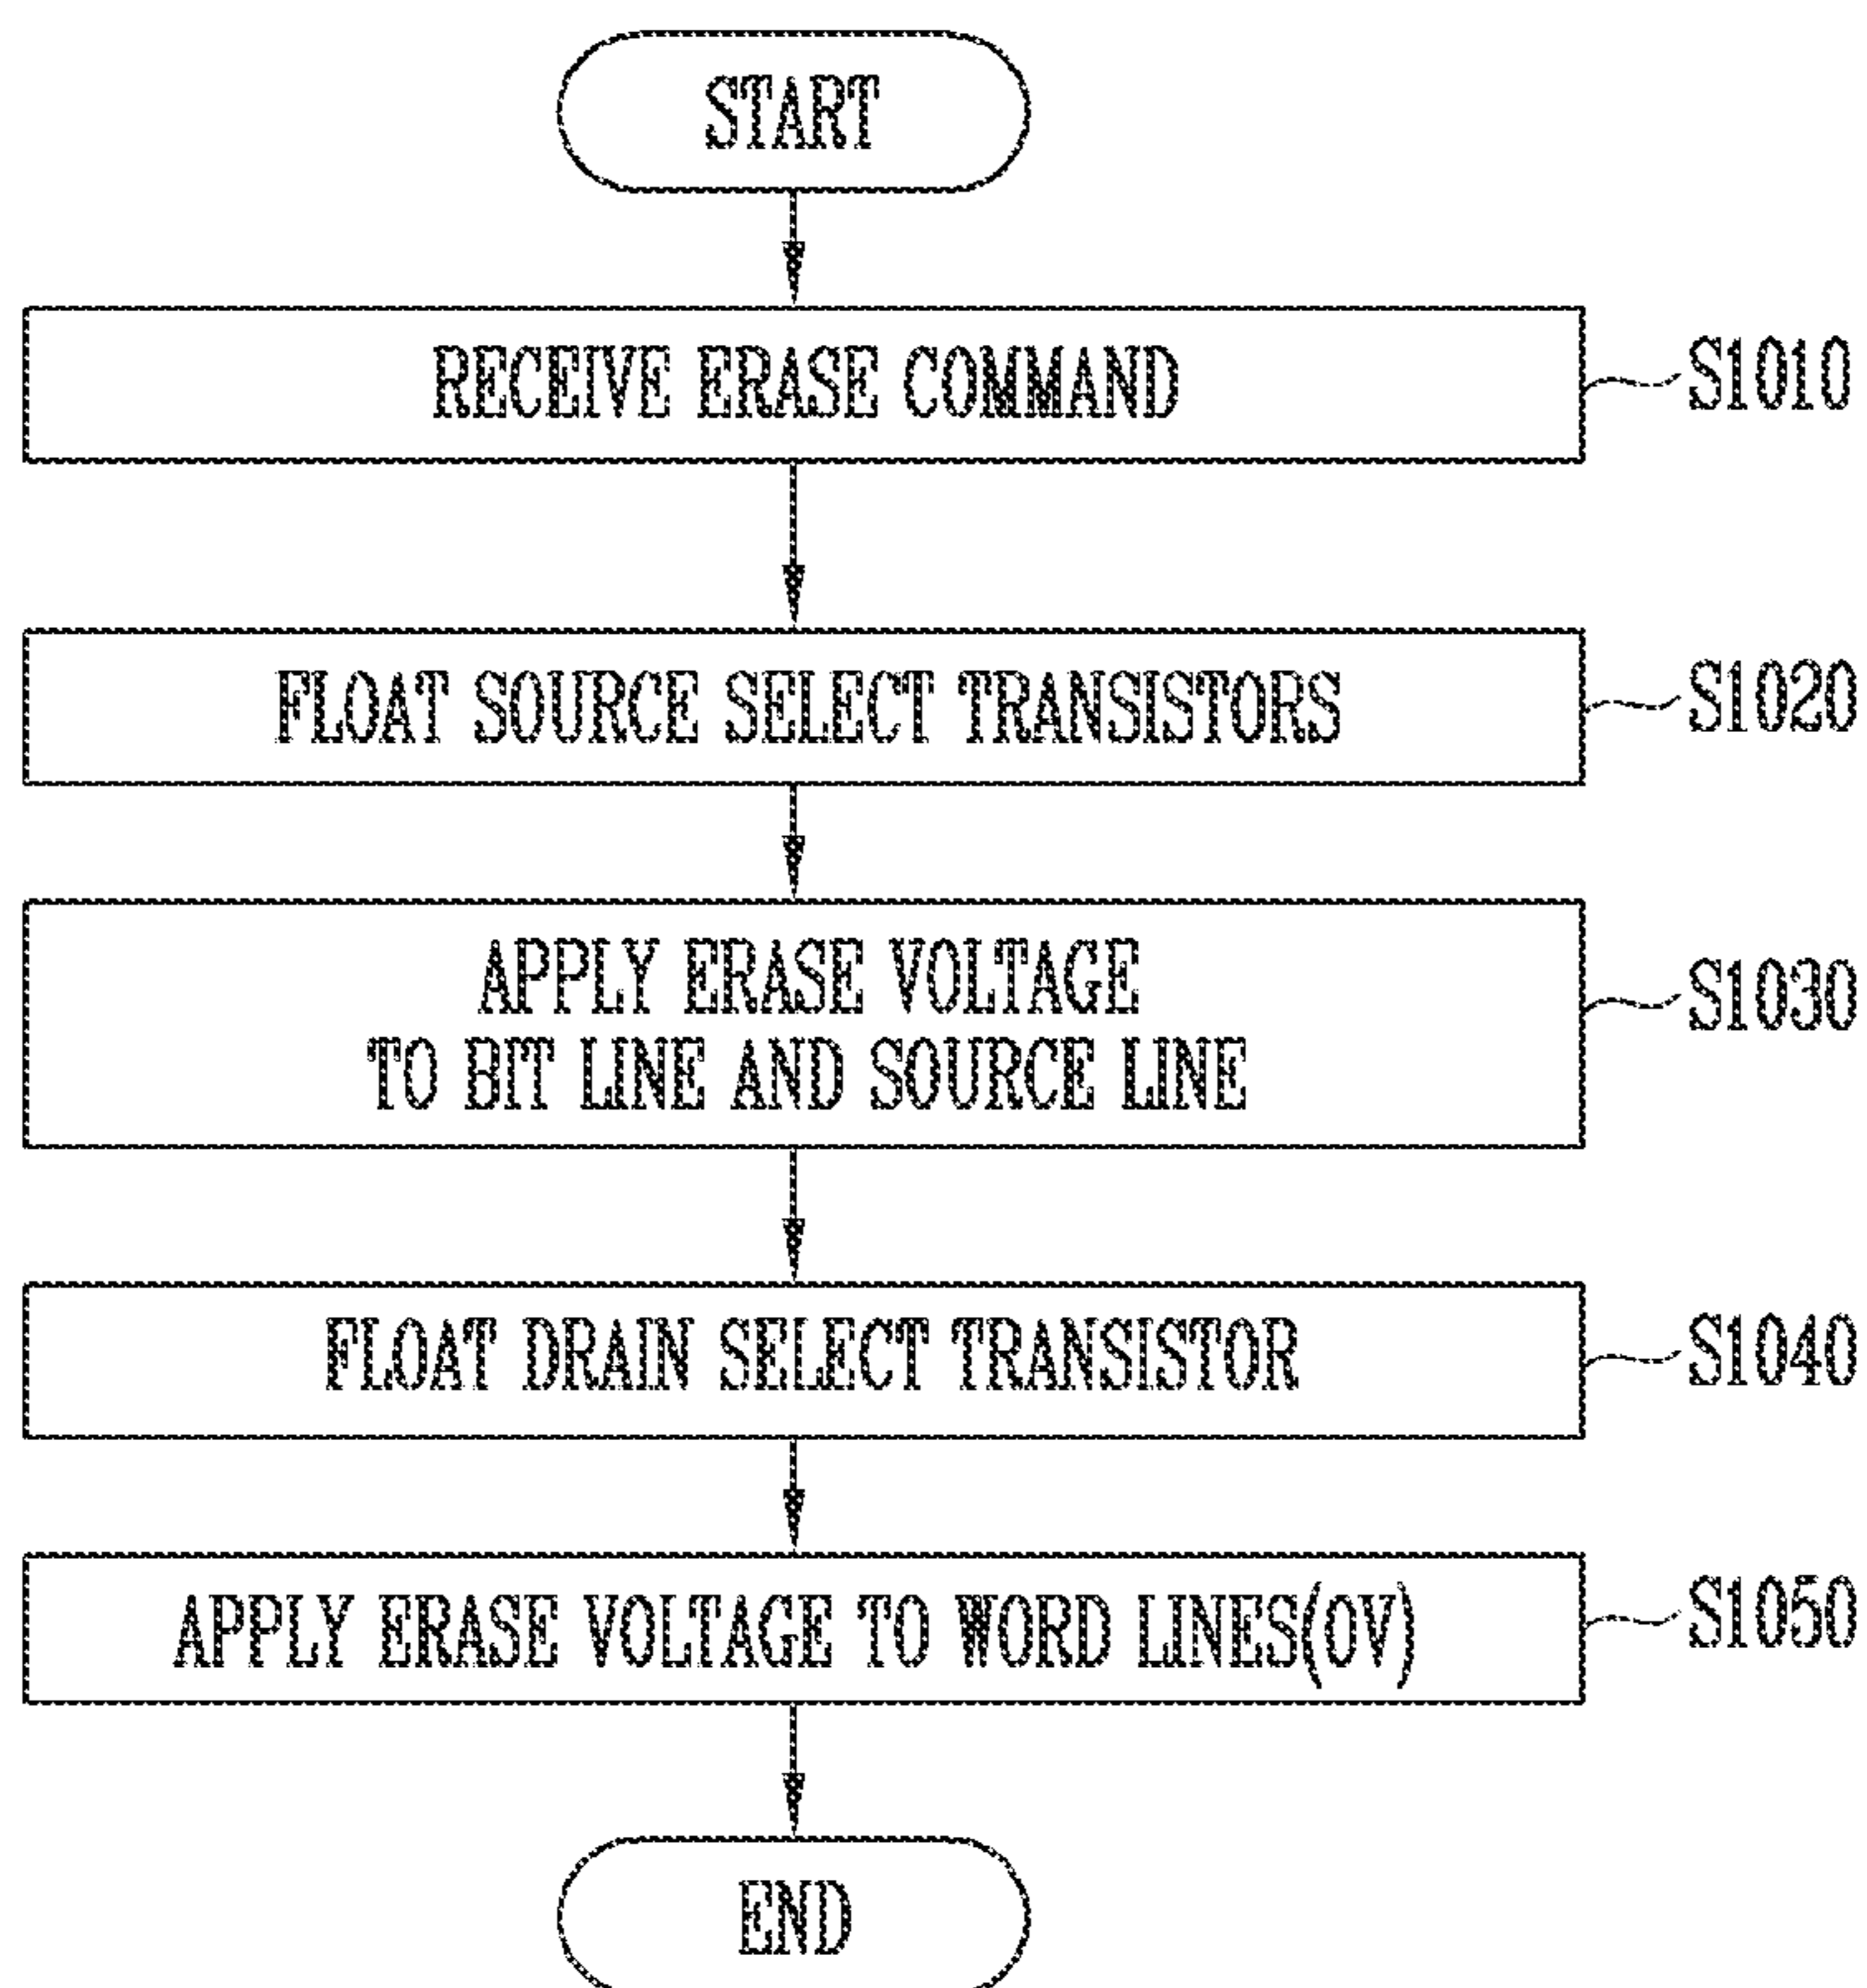 START
RECEIVE ERASE COMMAND
S1010
FLOAT SOURCE SELECT TRANSISTORS
S1020
APPLY ERASE VOLTAGE
TO BIT LINE AND SOURCE LINE
S1030
FLOAT DRAIN SELECT TRANSISTOR
S1040
APPLY ERASE VOLTAGE TO WORD LINES(0V)
S1050
END